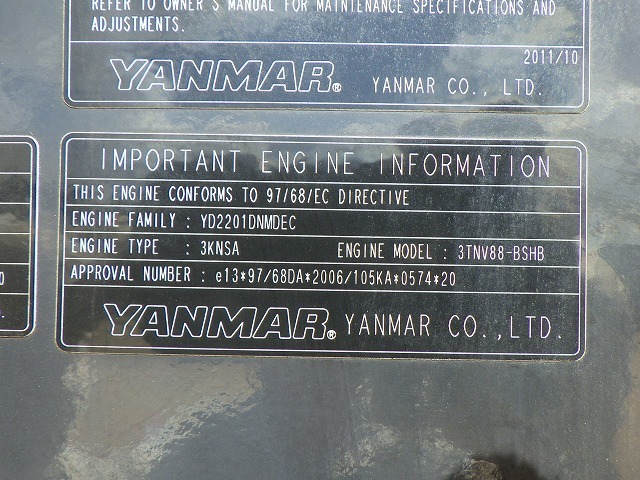 REFER TO OWNER'S MANUAL FOR MAINTENANCE SPECIFICATIONS AND
ADJUSTMENTS.
2011/10
YANMAR® YANMAR CO., LTD.
IMPORTANT ENGINE INFORMATION
THIS ENGINE CONFORMS TO 97/68/EC DIRECTIVE
ENGINE FAMILY : YD2201DNMDEC
ENGINE TYPE : 3KNSA ENGINE MODEL : 3TNV88-BSHB
APPROVAL NUMBER : e13*97/68DA*2006/105KA*0574*20
YANMAR® YANMAR CO.,LTD.